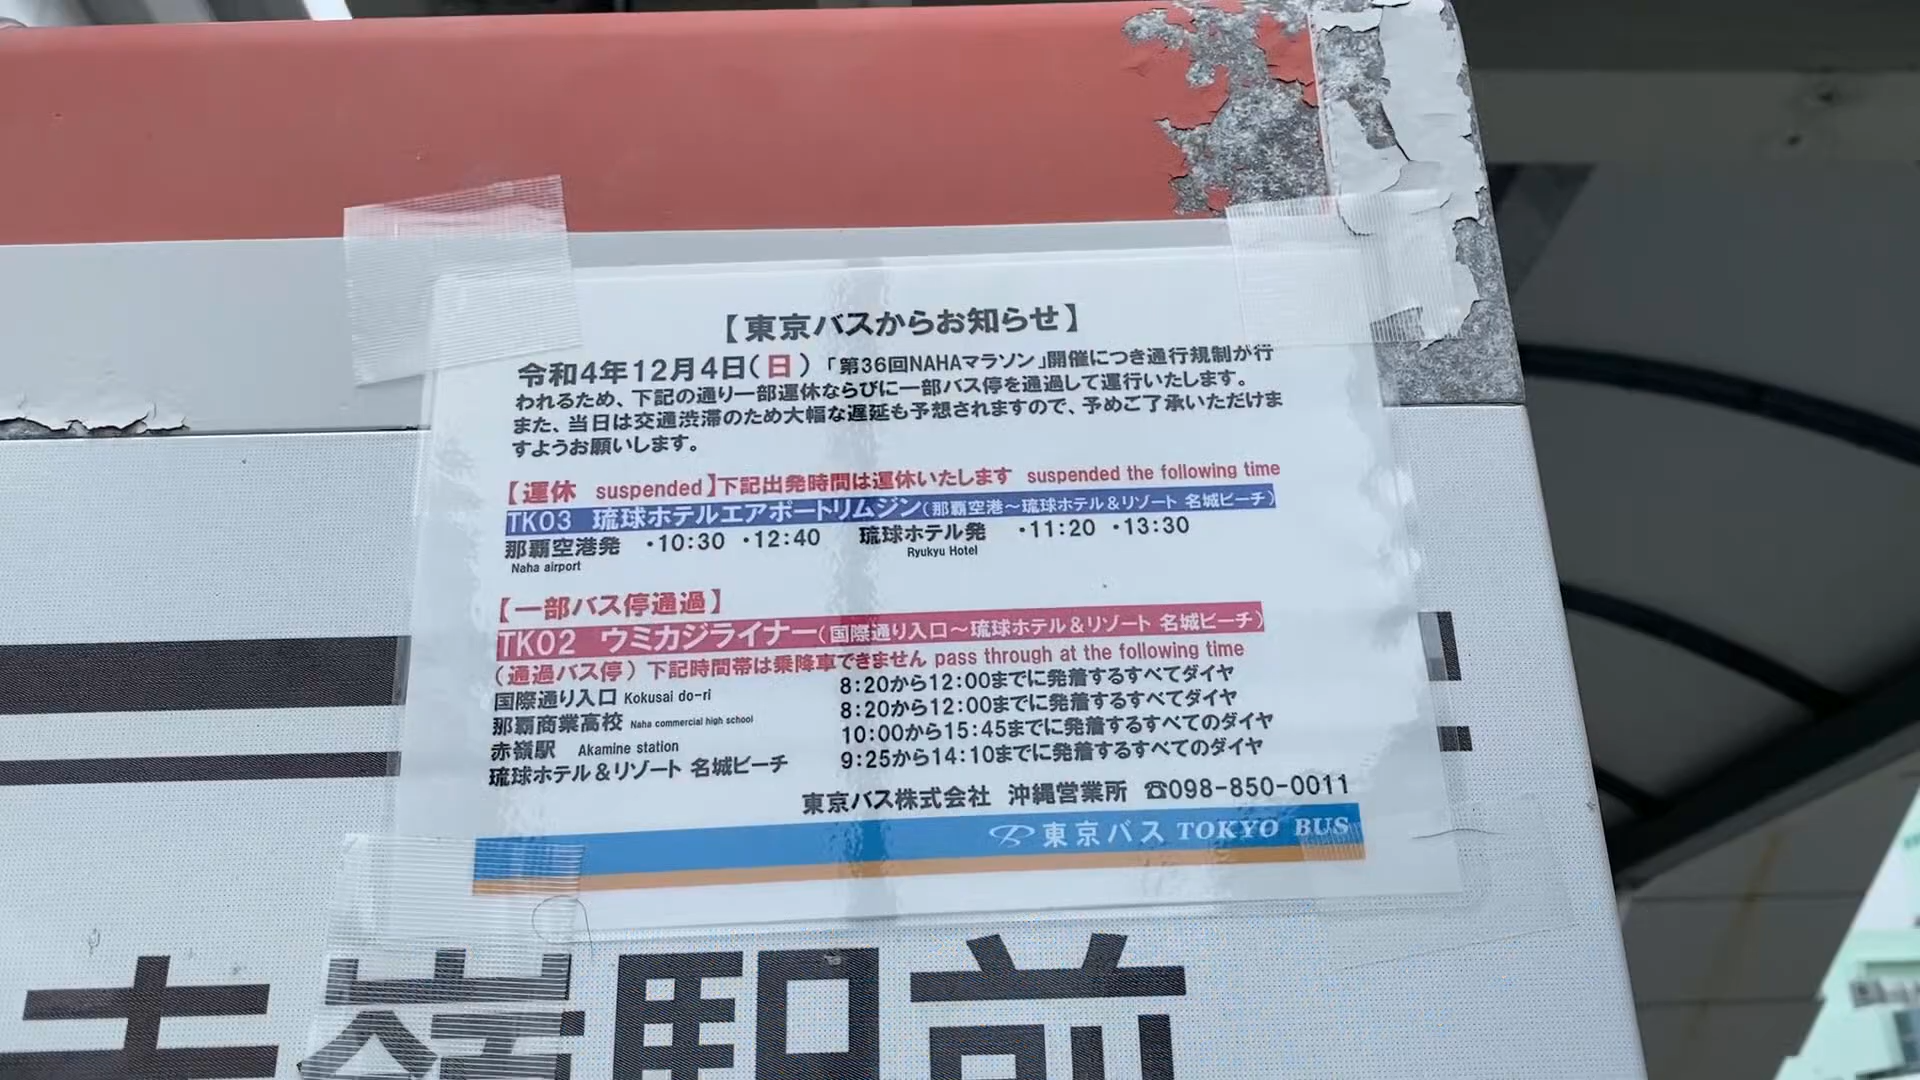 【東京バスからお知らせ】
令和4年12月4日(日)「第36回NAHAマラソン」開催につき通行規制が行
われるため、下記の通り一部運休ならびに一部バス停を通過して運行いたします。
また、当日は交通渋滞のため大幅な遅延も予想されますので、予めご了承いただけま
すようお願いします。
【運休 suspended】下記出発時間は運休いたします suspended the following time
TK03 琉球ホテルエアポートリムジン(那覇空港～琉球ホテル＆リゾート 名城ビーチ)
那覇空港発 ・10:30 ・12:40 琉球ホテル発 ・11:20 ・13:30
Naha airport Ryukyu Hotel
【一部バス停通過】
TK02 ウミカジライナー(国際通り入口～琉球ホテル＆リゾート 名城ビーチ)
(通過バス停) 下記時間帯は乗降車できません pass through at the following time
国際通り入口 Kokusai do-ri 8:20から12:00までに発着するすべてダイヤ
那覇商業高校 Naha commercial high school 8:20から12:00までに発着するすべてダイヤ
赤嶺駅 Akamine station 10:00から15:45までに発着するすべてのダイヤ
琉球ホテル＆リゾート 名城ビーチ 9:25から14:10までに発着するすべてのダイヤ
東京バス株式会社 沖縄営業所 ☎098-850-0011
東京バス TOKYO BUS
赤嶺駅前